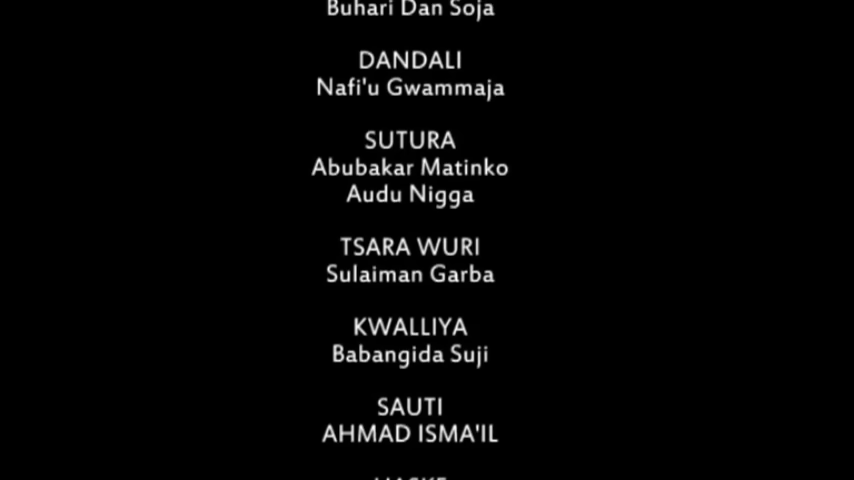 Buhari Dan Soja
DANDALI
Nafi'u Gwammaja
SUTURA
Abubakar Matinko
Audu Nigga
TSARA WURI
Sulaiman Garba
KWALLIYA
Babangida Suji
SAUTI
AHMAD ISMA'IL